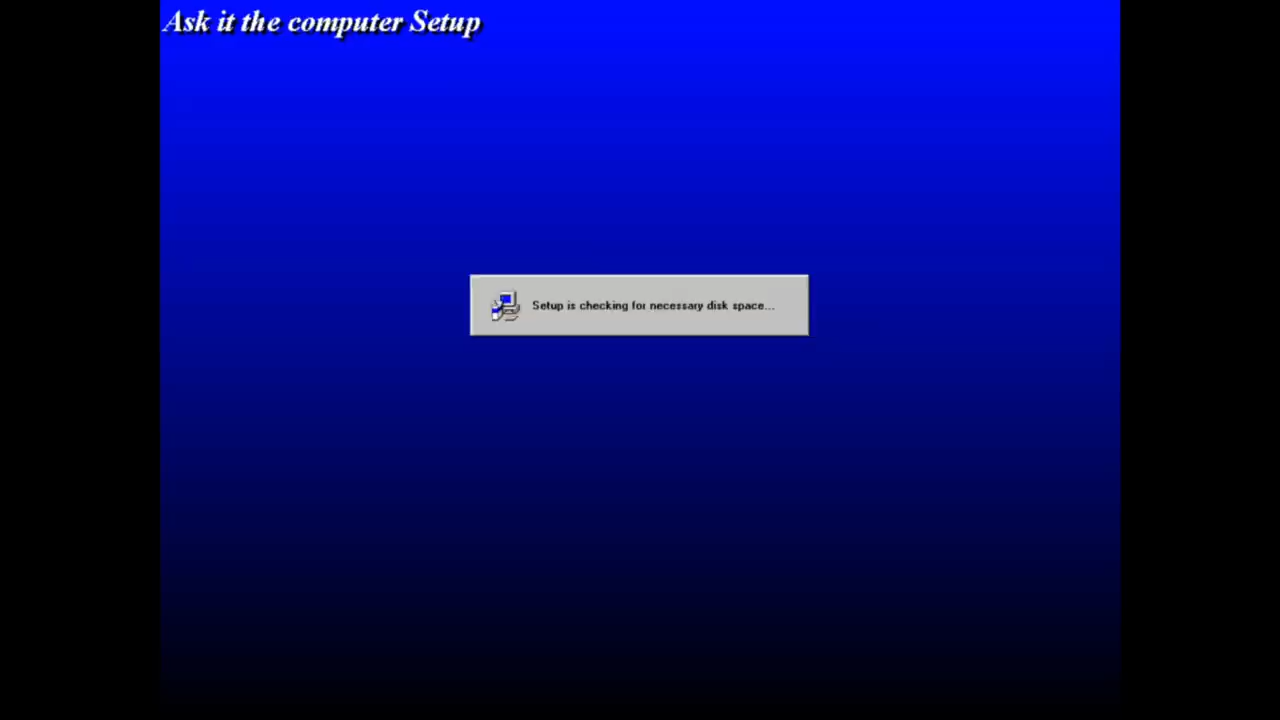 Ask it the computer Setup
Setup is checking for necessary disk space...